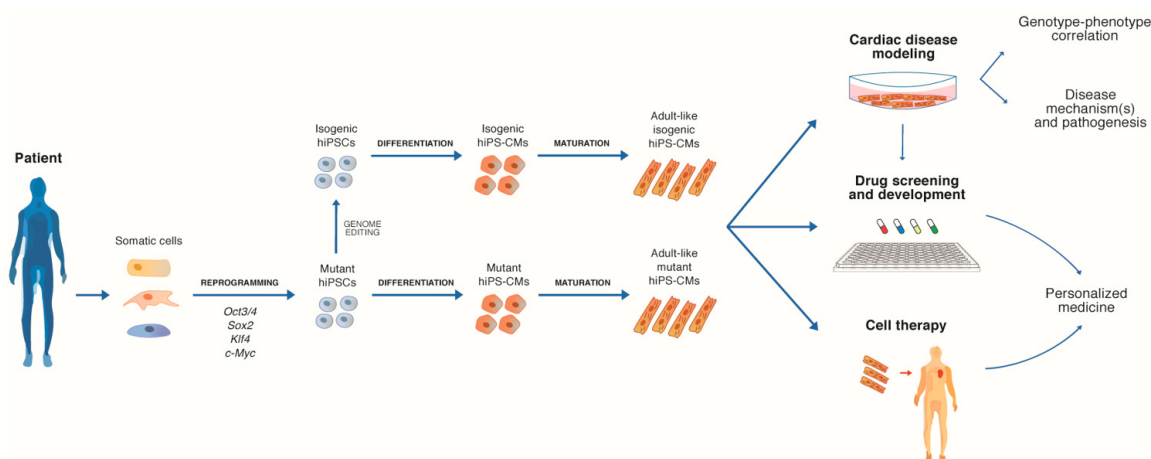 Patient
Somatic cells
REPROGRAMMING
Oct3/4
Sox2
Klf4
c-Myc
Isogenic
hiPSCs
GENOME
EDITING
Mutant
hiPSCs
DIFFERENTIATION
Isogenic
hiPS-CMs
MATURATION
Adult-like
isogenic
hiPS-CMs
DIFFERENTIATION
Mutant
hiPS-CMs
MATURATION
Adult-like
mutant
hiPS-CMs
Cardiac disease
modeling
Genotype-phenotype
correlation
Disease
mechanism(s)
and pathogenesis
Drug screening
and development
Cell therapy
Personalized
medicine